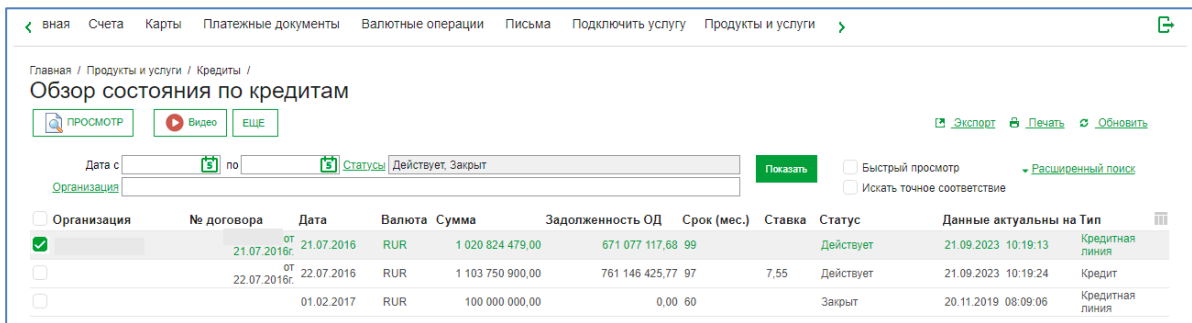 вная Счета Карты Платежные документы Валютные операции Письма Подключить услугу Продукты и услуги
Главная / Продукты и услуги / Кредиты /
Обзор состояния по кредитам
ПРОСМОТР Видео ЕЩЕ Экспорт Печать Обновить
Дата с 5 по 5 Статусы Действует, Закрыт Показать Быстрый просмотр Расширенный поиск
Организация Искать точное соответствие
Организация № договора Дата Валюта Сумма Задолженность ОД Срок (мес.) Ставка Статус Данные актуальны на Тип
от 21.07.2016г. 21.07.2016 RUR 1 020 824 479,00 671 077 117,68 99 Действует 21.09.2023 10:19:13 Кредитная линия
от 22.07.2016г. 22.07.2016 RUR 1 103 750 900,00 761 146 425,77 97 7,55 Действует 21.09.2023 10:19:24 Кредит
01.02.2017 RUR 100 000 000,00 0,00 60 Закрыт 20.11.2019 08:09:06 Кредитная линия